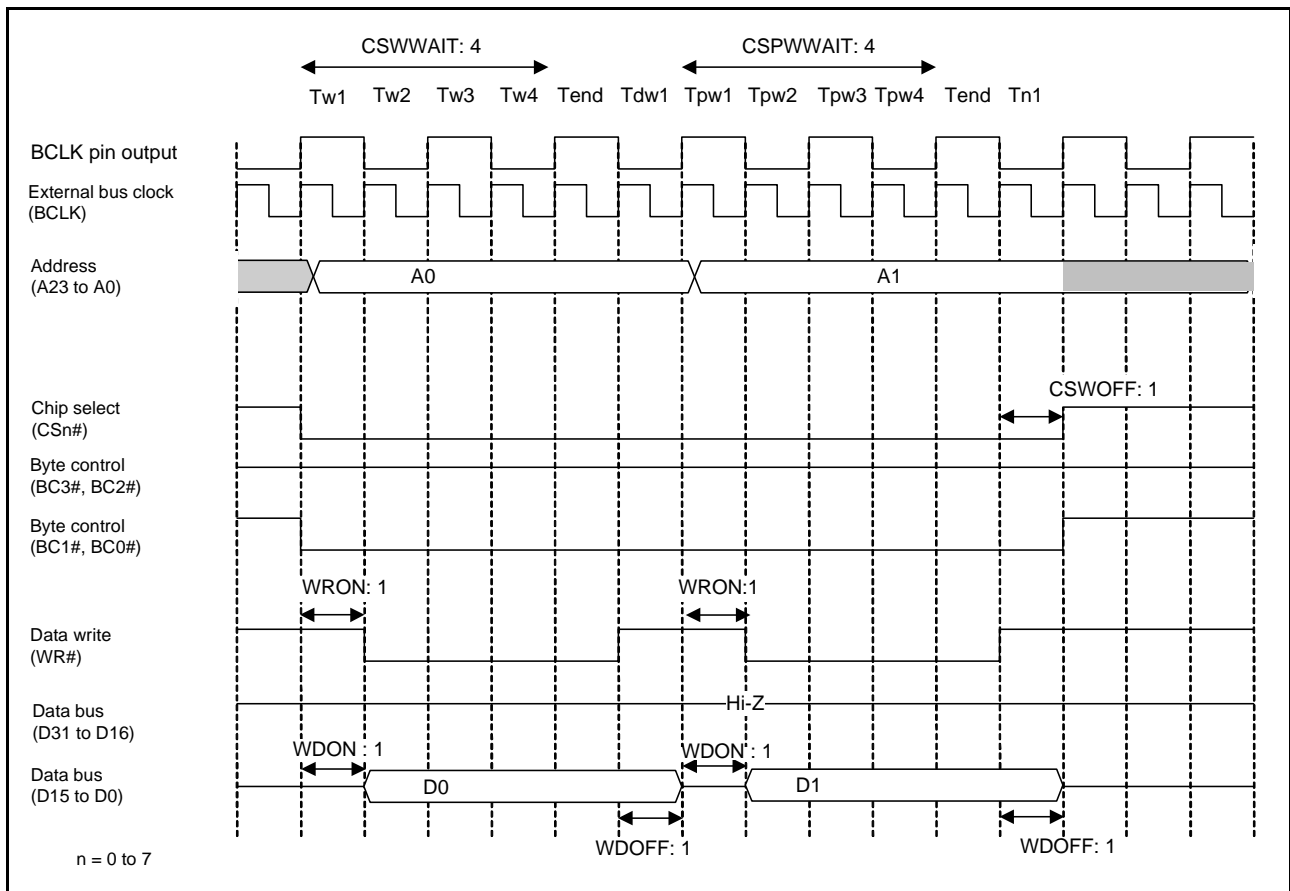 CSWWAIT: 4 CSPWWAIT: 4
Tw1 Tw2 Tw3 Tw4 Tend Tdw1 Tpw1 Tpw2 Tpw3 Tpw4 Tend Tn1
BCLK pin output
External bus clock
(BCLK)
Address
(A23 to A0)
A0 A1
CSWOFF: 1
Chip select
(CSn#)
Byte control
(BC3#, BC2#)
Byte control
(BC1#, BC0#)
WRON: 1 WRON:1
Data write
(WR#)
Hi-Z
Data bus
(D31 to D16)
WDON : 1 WDON : 1
Data bus
(D15 to D0)
D0 D1
WDOFF: 1 WDOFF: 1
n = 0 to 7